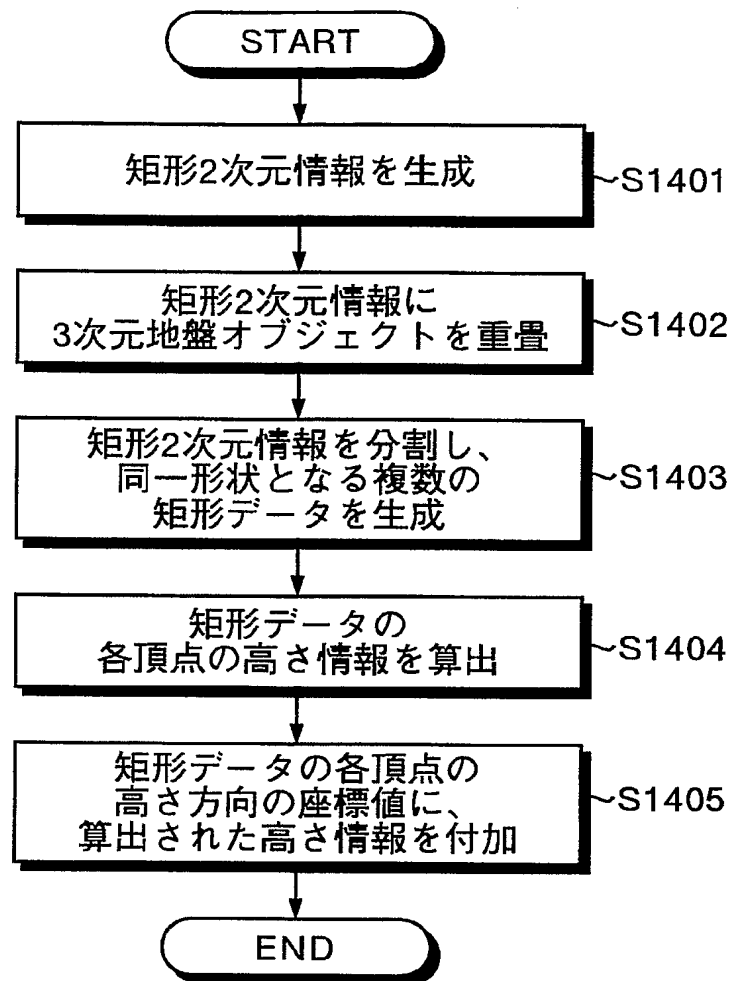 START
矩形2次元情報を生成
~S1401
矩形2次元情報に
3次元地盤オブジェクトを重畳
~S1402
矩形2次元情報を分割し、
同一形状となる複数の
矩形データを生成
~S1403
矩形データの
各頂点の高さ情報を算出
~S1404
矩形データの各頂点の
高さ方向の座標値に、
算出された高さ情報を付加
~S1405
END